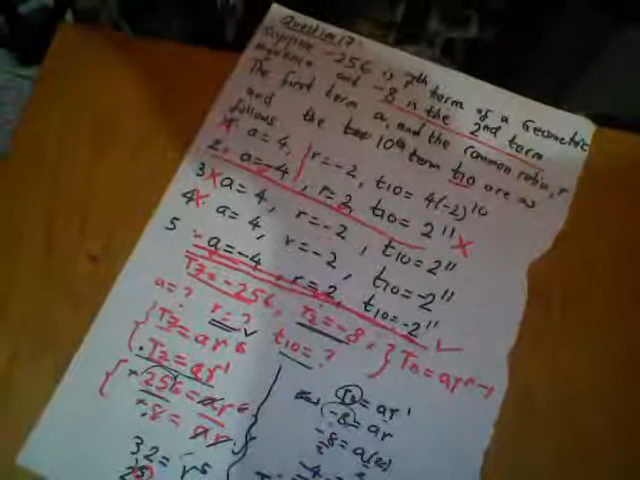 Question 17.
Suppose -256 is 7th term of a Geometric
and -8 is the 2nd term
The first term a, and the common ratio, r
and the 10th term t10 are as
follows.
1. a = 4, r = -2, t10 = 4(-2)^10
2. a = -4, r = 2, t10 = 2^11
3 a = 4, r = -2, t10 = 2^11
4 a = 4, r = -2, t10 = -2^11
5 a = -4, r = 2, t10 = -2^11
T7 = -256, T2 = -8, } Tn = ar^n-1
a = ? r = ? t10 = ?
T7 = ar^6
T2 = ar^1
-256 = ar^6
-8 = ar
32 = r^5
T2 = ar^1
-8 = ar
-8 = a(2)
-4